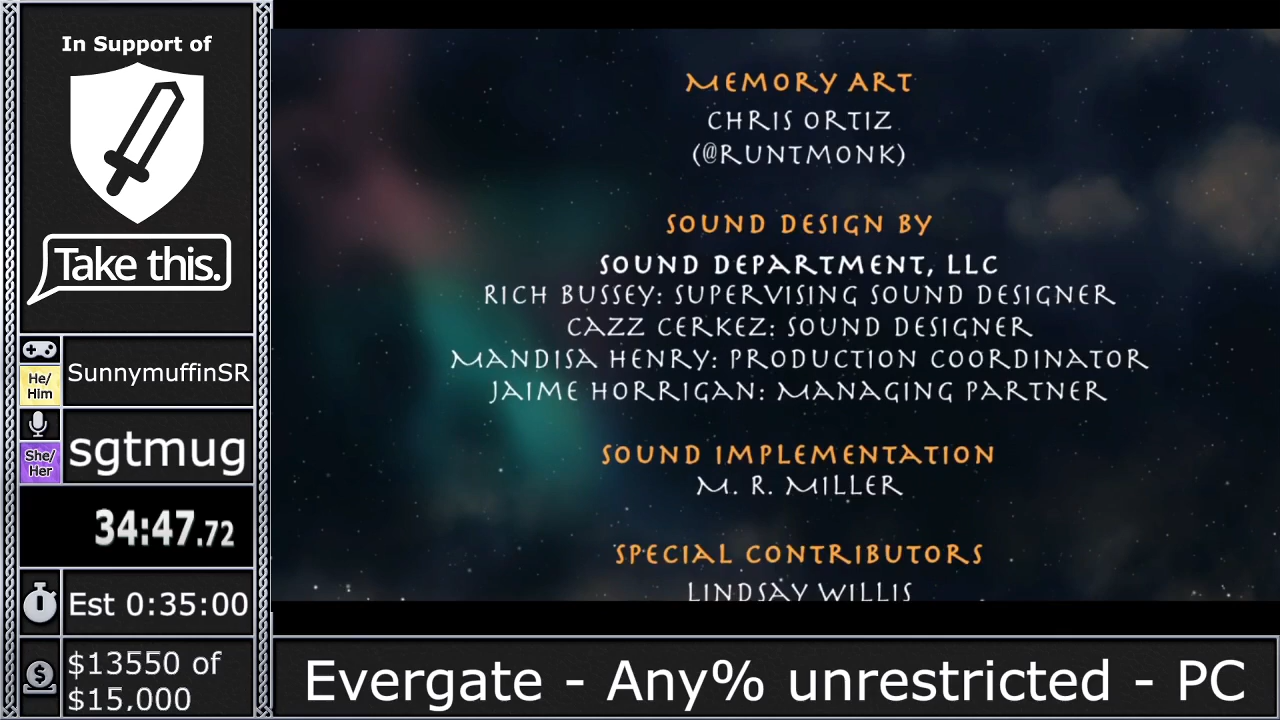 In Support of
Take this.
He/
Him
SunnymuffinSR
She/
Her
sgtmug
34:47.72
Est 0:35:00
$13550 of
$15,000
MEMORY ART
CHRIS ORTIZ
(@RUNTMONK)
SOUND DESIGN BY
SOUND DEPARTMENT, LLC
RICH BUSSEY: SUPERVISING SOUND DESIGNER
CAZZ CERKEZ: SOUND DESIGNER
MANDISA HENRY: PRODUCTION COORDINATOR
JAIME HORRIGAN: MANAGING PARTNER
SOUND IMPLEMENTATION
M. R. MILLER
SPECIAL CONTRIBUTORS
LINDSAY WILLIS
Evergate - Any% unrestricted - PC